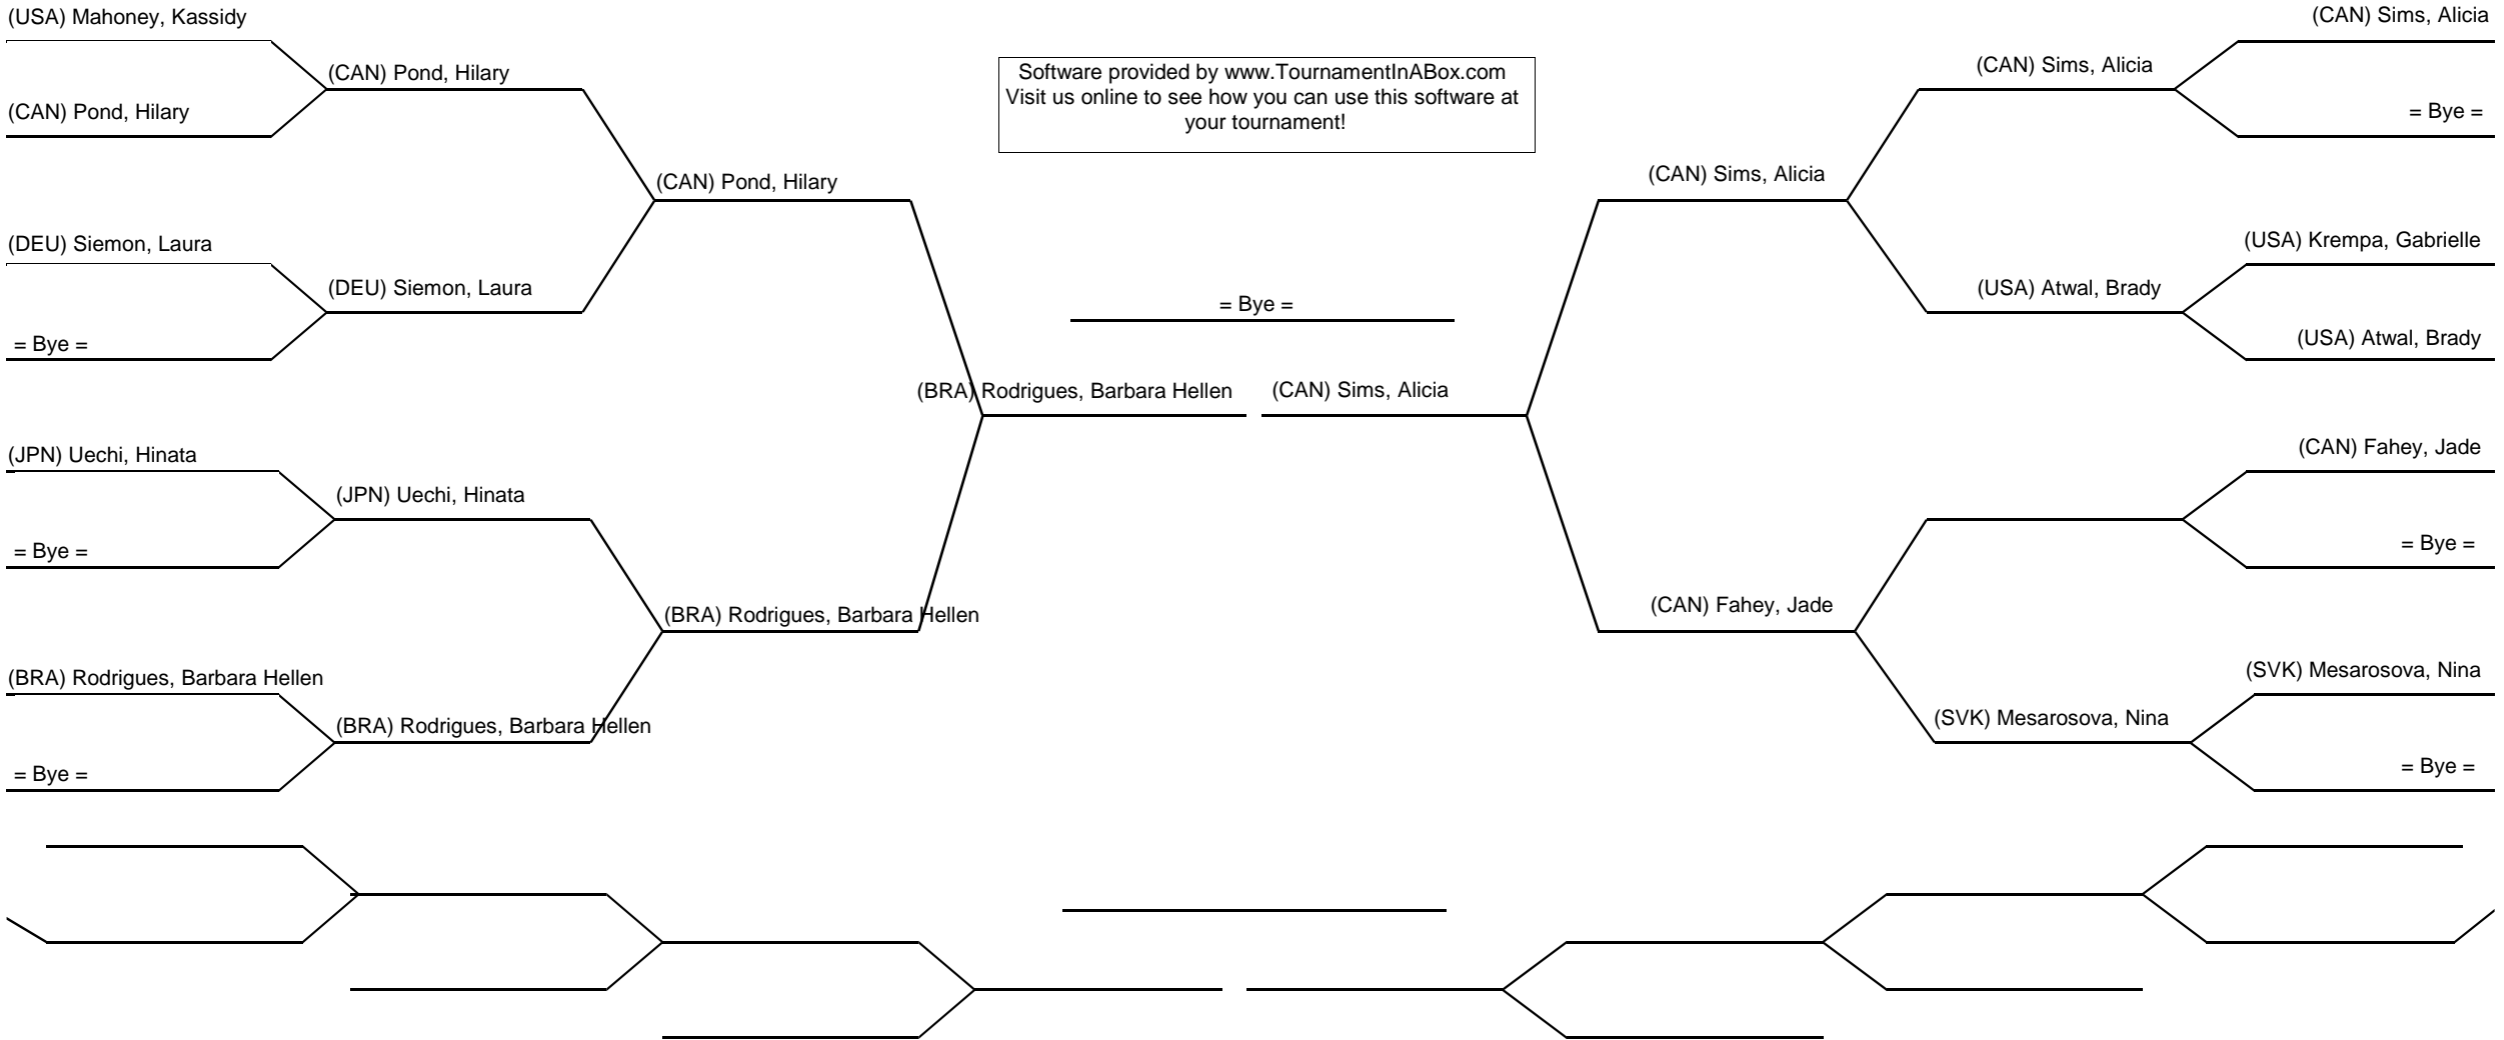 (USA) Mahoney, Kassidy
(CAN) Pond, Hilary
(DEU) Siemon, Laura
= Bye =
(JPN) Uechi, Hinata
= Bye =
(BRA) Rodrigues, Barbara Hellen
= Bye =
(CAN) Pond, Hilary
(DEU) Siemon, Laura
(JPN) Uechi, Hinata
(BRA) Rodrigues, Barbara Hellen
(CAN) Pond, Hilary
(BRA) Rodrigues, Barbara Hellen
Software provided by www.TournamentInABox.com
Visit us online to see how you can use this software at
your tournament!
= Bye =
(BRA) Rodrigues, Barbara Hellen
(CAN) Sims, Alicia
(CAN) Sims, Alicia
(CAN) Fahey, Jade
(CAN) Sims, Alicia
(USA) Atwal, Brady
(SVK) Mesarosova, Nina
(CAN) Sims, Alicia
= Bye =
(USA) Krempa, Gabrielle
(USA) Atwal, Brady
(CAN) Fahey, Jade
= Bye =
(SVK) Mesarosova, Nina
= Bye =